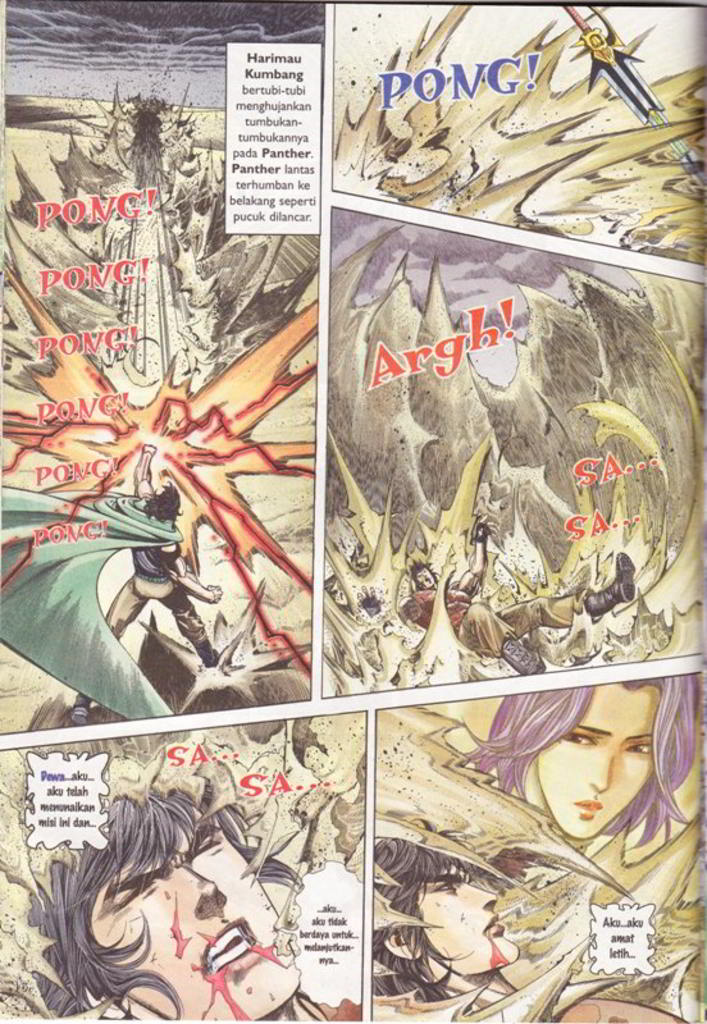 Harimau
Kumbang
bertubi-tubi
menghujankan
tumbukan-
tumbukannya
pada Panther.
Panther lantas
terhumban ke
belakang seperti
pucuk dilancar.
PONG!
PONG!
PONG!
PONG!
PONG!
PONG!
PONG!
Argh!
SA...
SA...
SA...
SA...
Dewa...aku...
aku telah
menunaikan
misi ini dan...
...aku...
aku tidak
berdaya untuk...
melanjutkan-
nya...
Aku...aku
amat
letih...